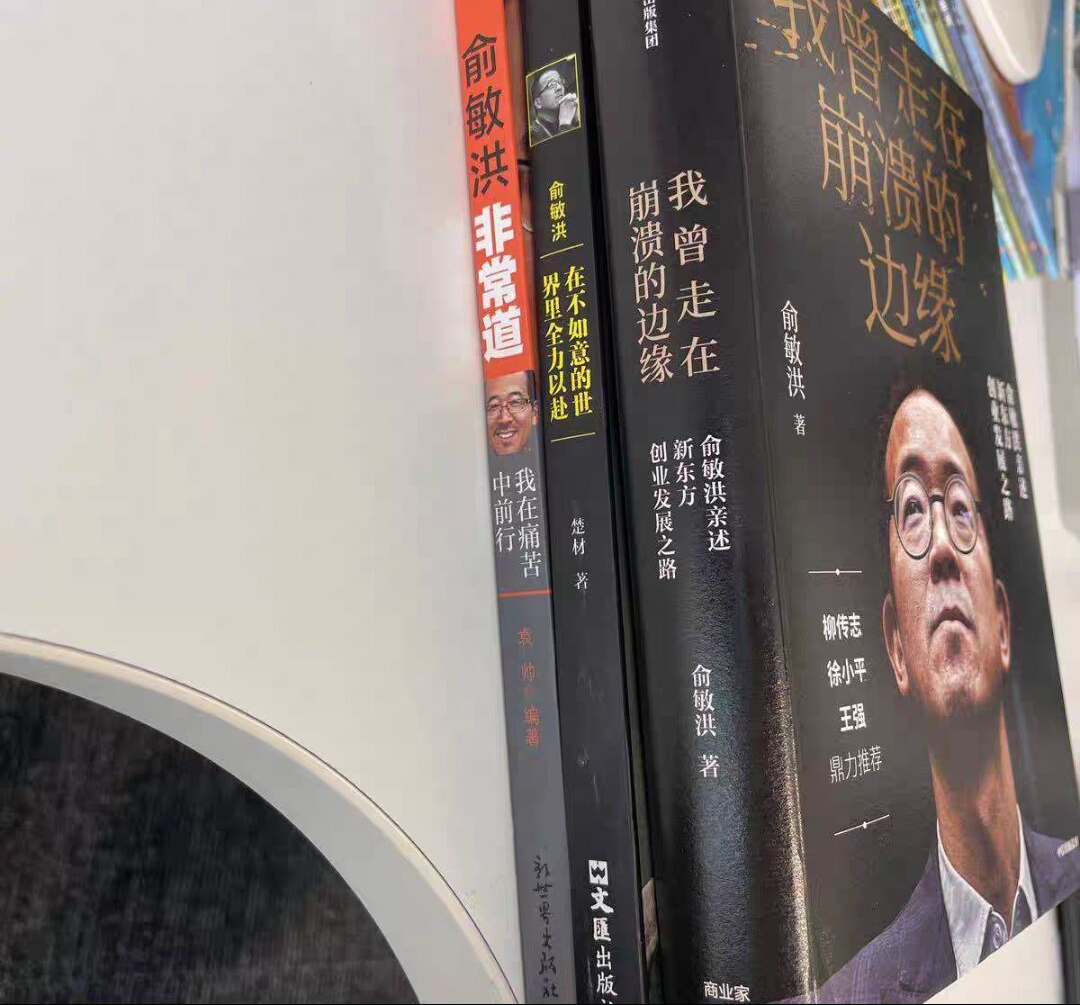 俞敏洪
非常道
我在痛苦
中前行
袁 帅 编著
新世界出版社
俞敏洪
在不如意的世
界里全力以赴
楚材 著
文匯出版社
出版集团
我曾走在
崩溃的边缘
俞敏洪亲述
新东方
创业发展之路
俞敏洪 著
商业家
我曾走在
崩溃的
边缘
俞敏洪 著
俞敏洪亲述
新东方
创业发展之路
柳传志
徐小平
王强
鼎力推荐